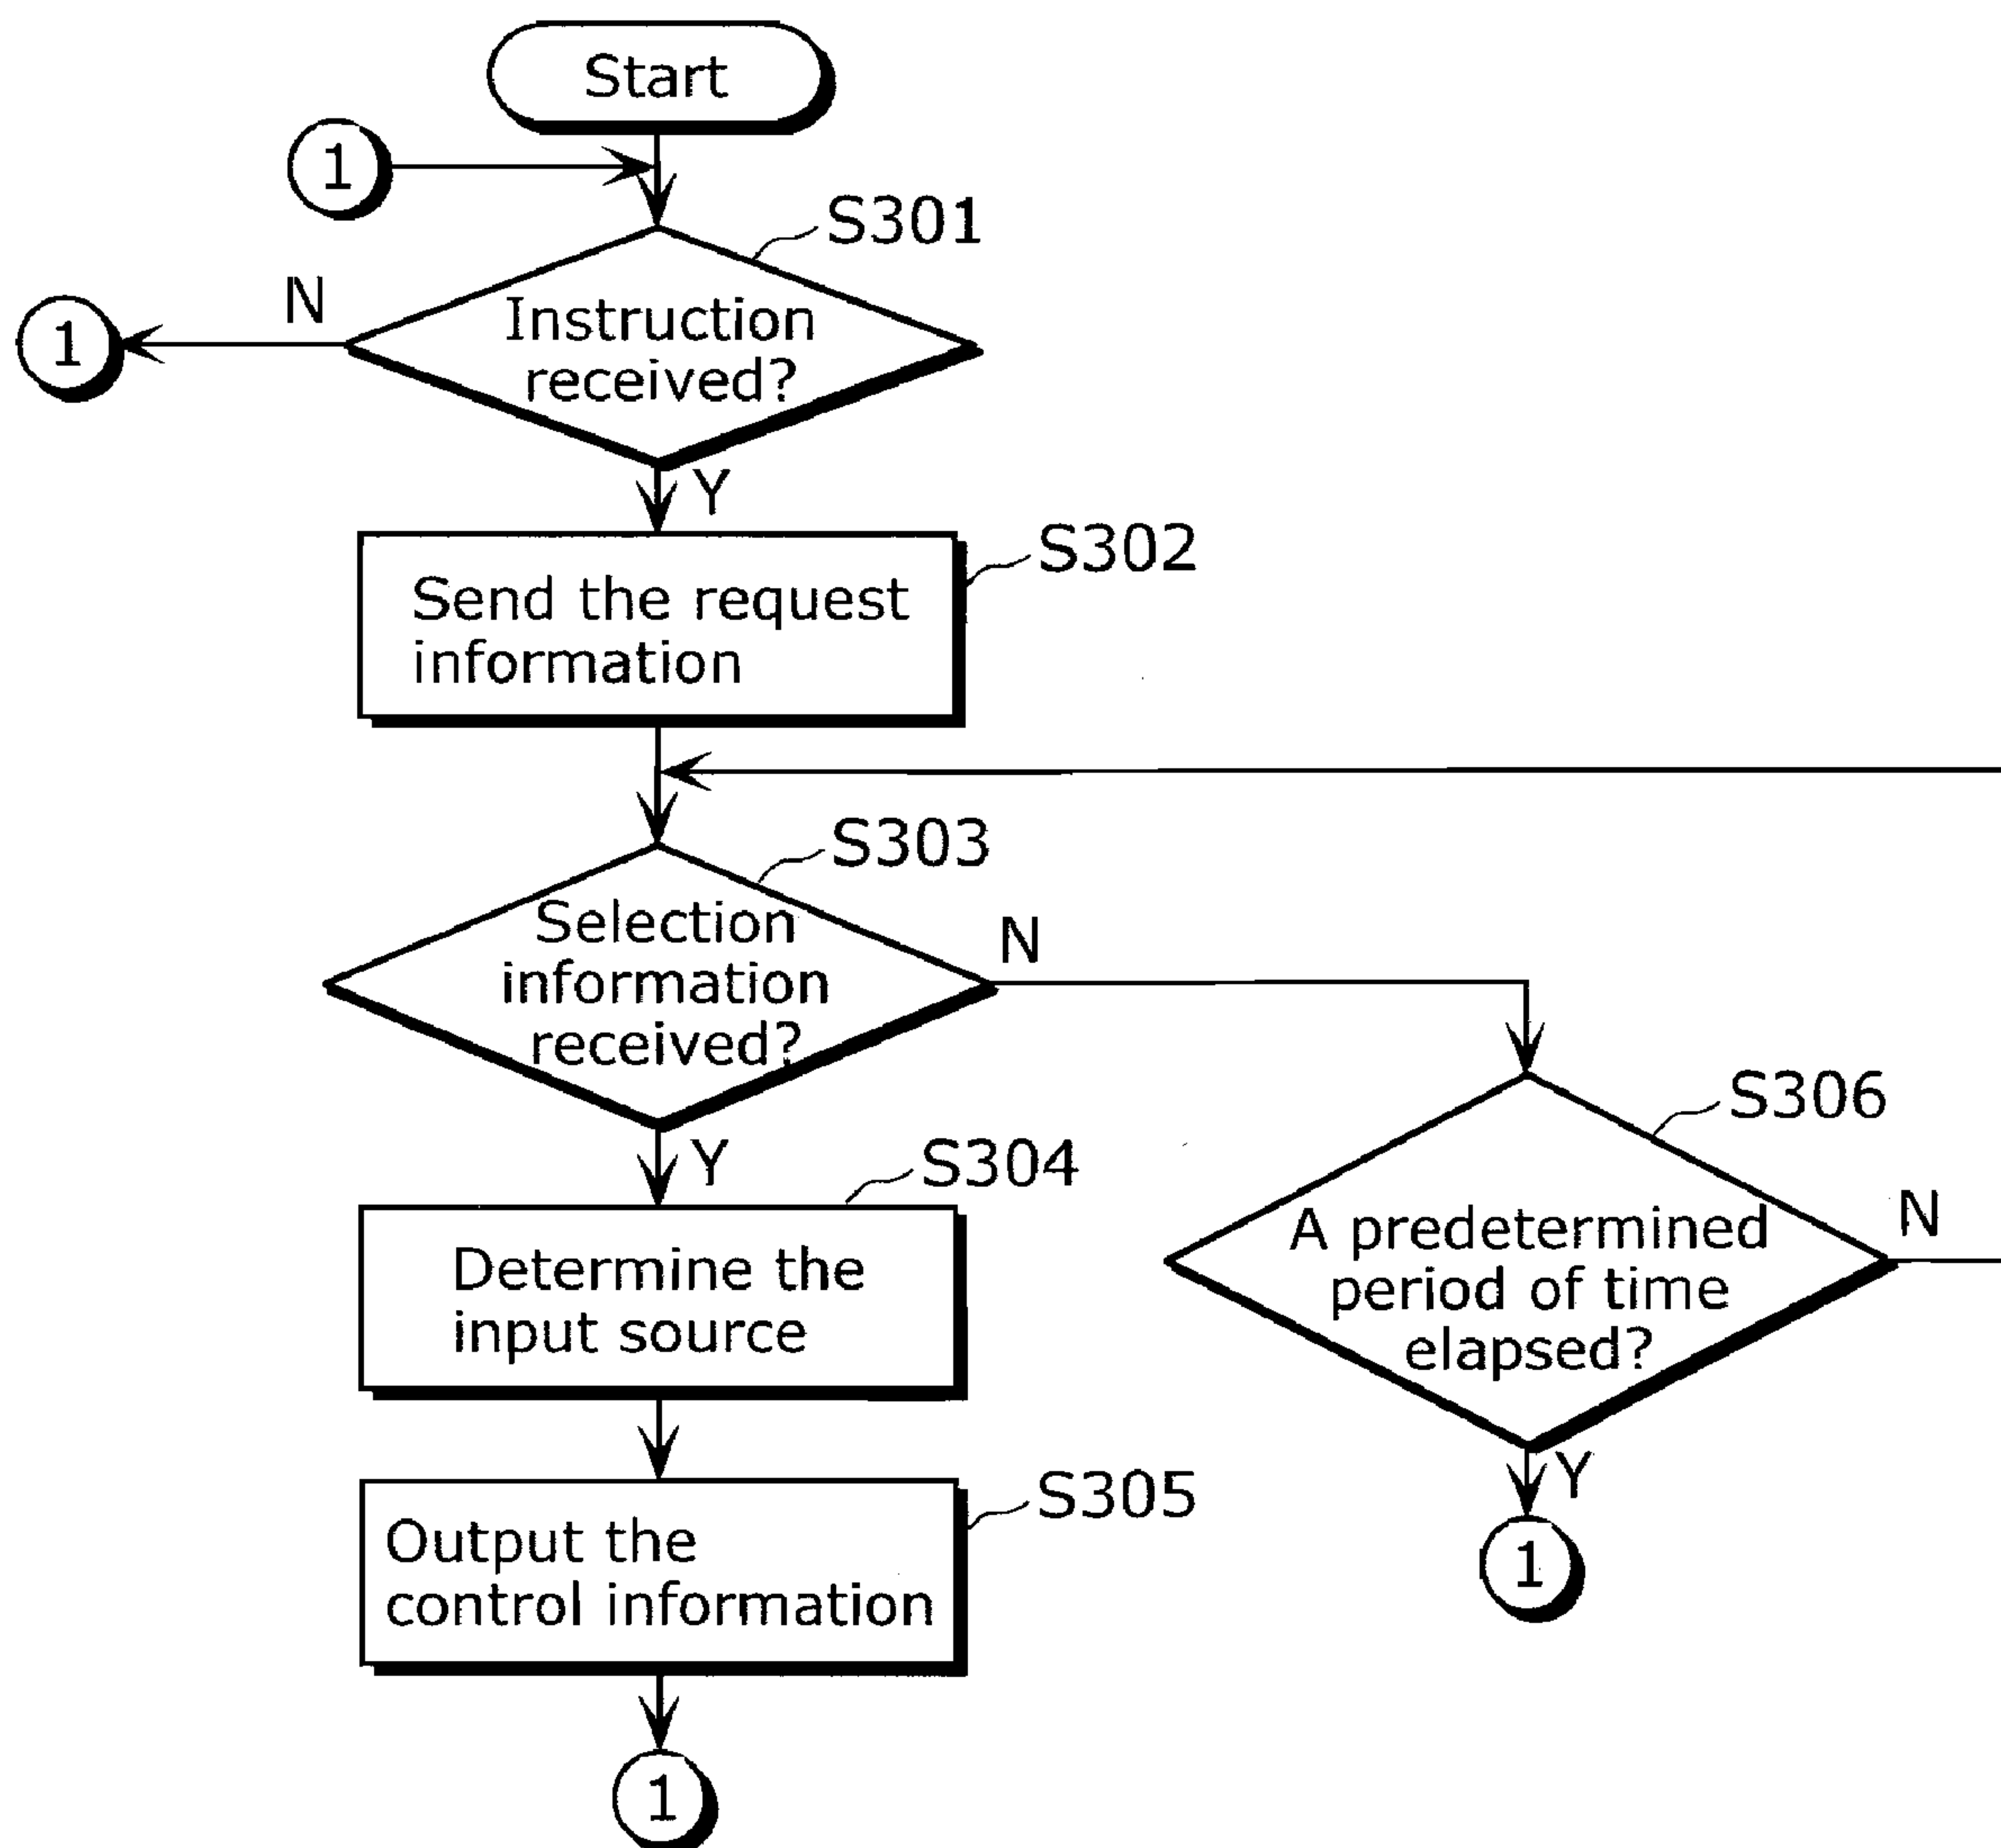 Start
1
S301
N
1
Instruction
received?
Y
S302
Send the request
information
S303
Selection
information
received?
N
Y
S304
S306
Determine the
input source
A predetermined
period of time
elapsed?
N
Y
S305
Output the
control information
1
1